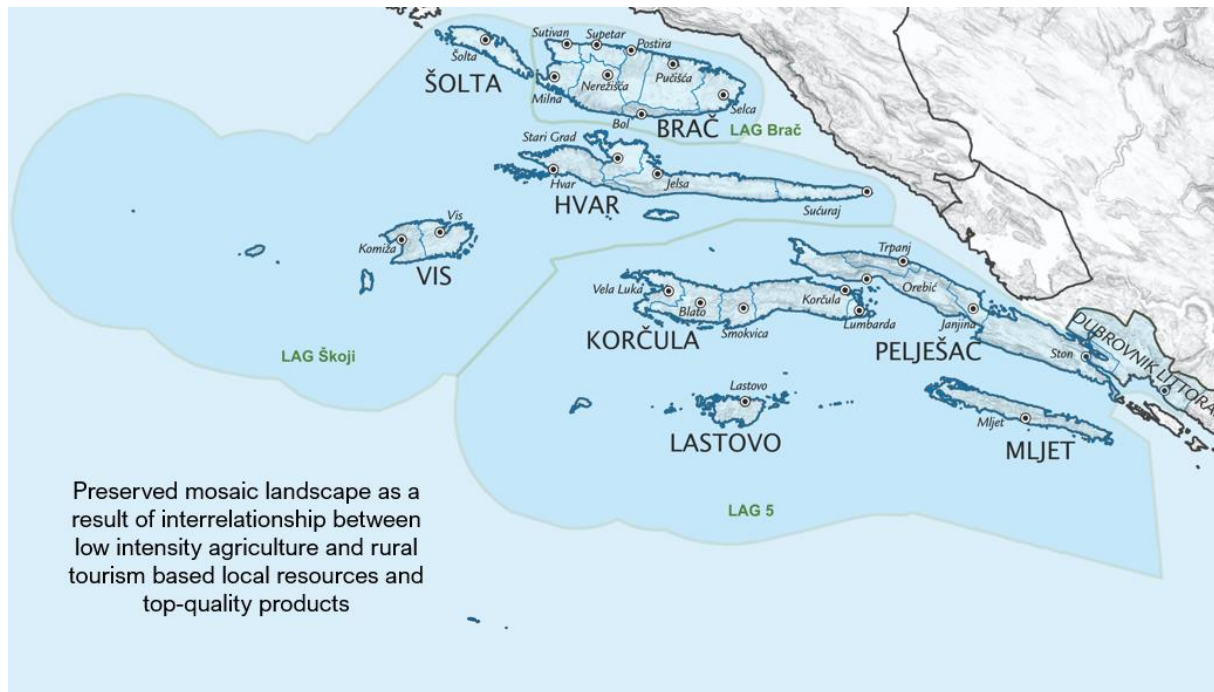 Sutivan
Supetar
Postira
Šolta
ŠOLTA
Pučišća
Nerežišća
Milna
Selca
Bol
BRAČ
LAG Brač
Stari Grad
Hvar
Jelsa
HVAR
Sućuraj
Vis
Komiža
VIS
Trpanj
Vela Luka
Blato
Smokvica
Korčula
Orebić
Lumbarda
Janjina
KORČULA
PELJEŠAC
Ston
DUBROVNIK LITTORAL
LAG Škoji
Lastovo
LASTOVO
Mljet
MLJET
LAG 5
Preserved mosaic landscape as a
result of interrelationship between
low intensity agriculture and rural
tourism based local resources and
top-quality products